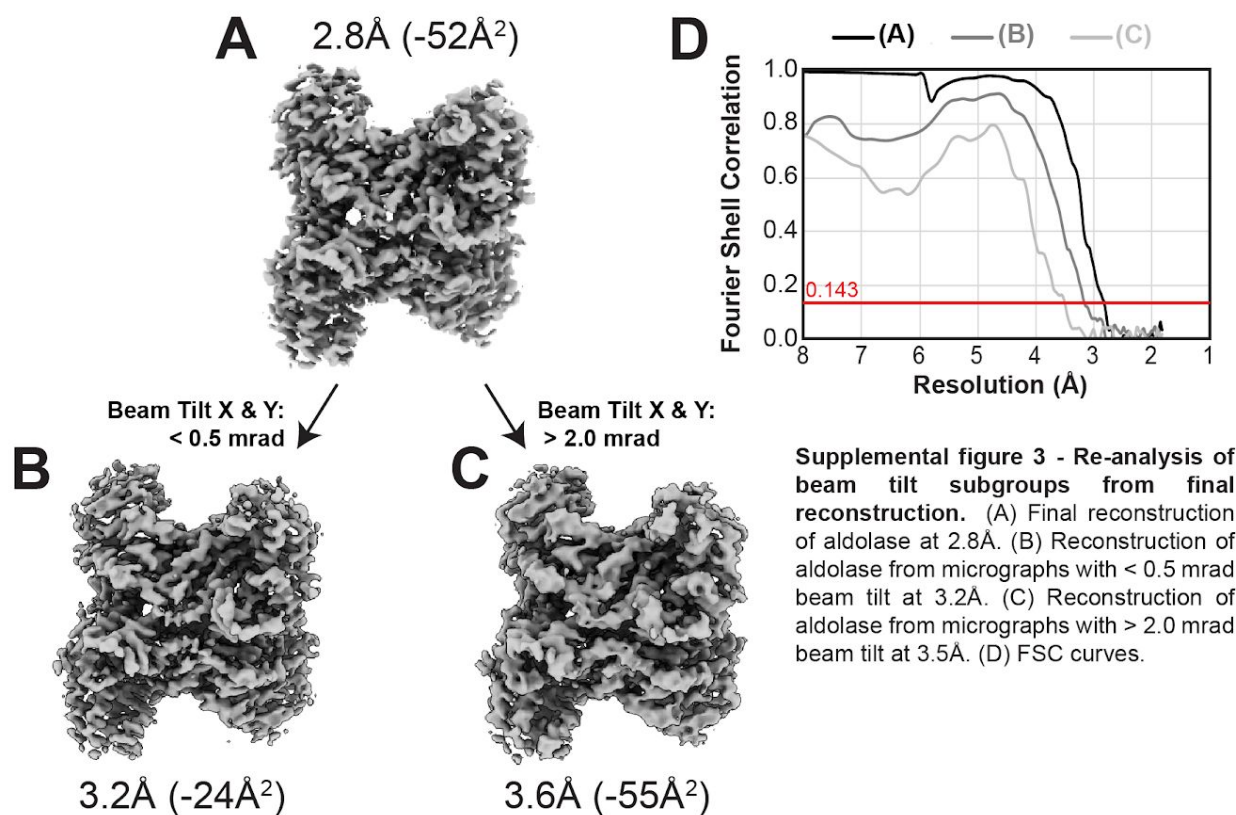 A
2.8Å (-52Å²)
Beam Tilt X & Y:
< 0.5 mrad
Beam Tilt X & Y:
> 2.0 mrad
B
3.2Å (-24Å²)
C
3.6Å (-55Å²)
D
(A) (B) (C)
Fourier Shell Correlation
1.0
0.8
0.6
0.4
0.2
0.0
0.143
8 7 6 5 4 3 2 1
Resolution (Å)
Supplemental figure 3 - Re-analysis of
beam tilt subgroups from final
reconstruction. (A) Final reconstruction
of aldolase at 2.8Å. (B) Reconstruction of
aldolase from micrographs with < 0.5 mrad
beam tilt at 3.2Å. (C) Reconstruction of
aldolase from micrographs with > 2.0 mrad
beam tilt at 3.5Å. (D) FSC curves.